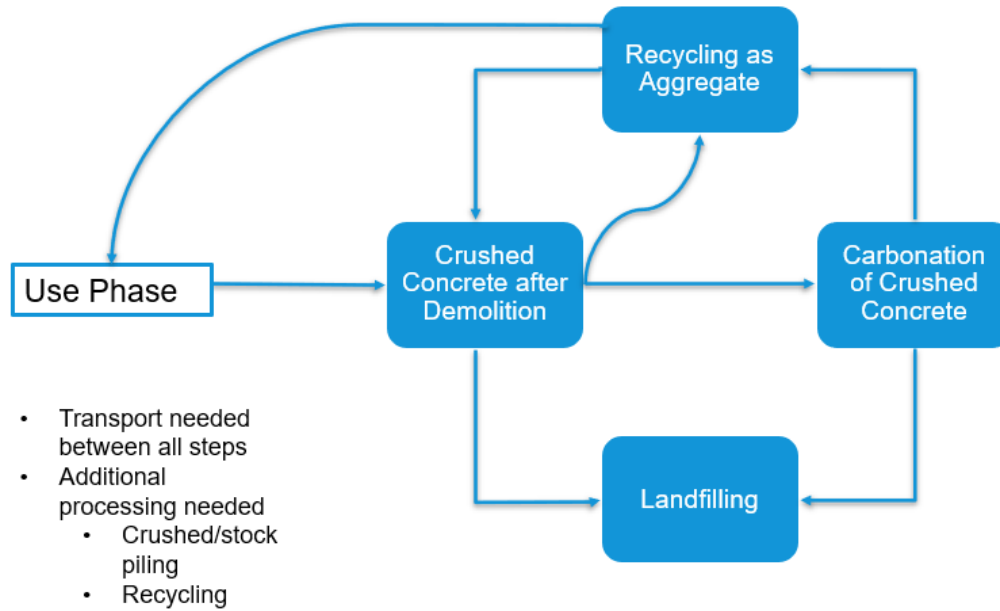 Recycling as
Aggregate
Use Phase
Crushed
Concrete after
Demolition
Carbonation
of Crushed
Concrete
• Transport needed
between all steps
• Additional
processing needed
• Crushed/stock
piling
• Recycling
Landfilling